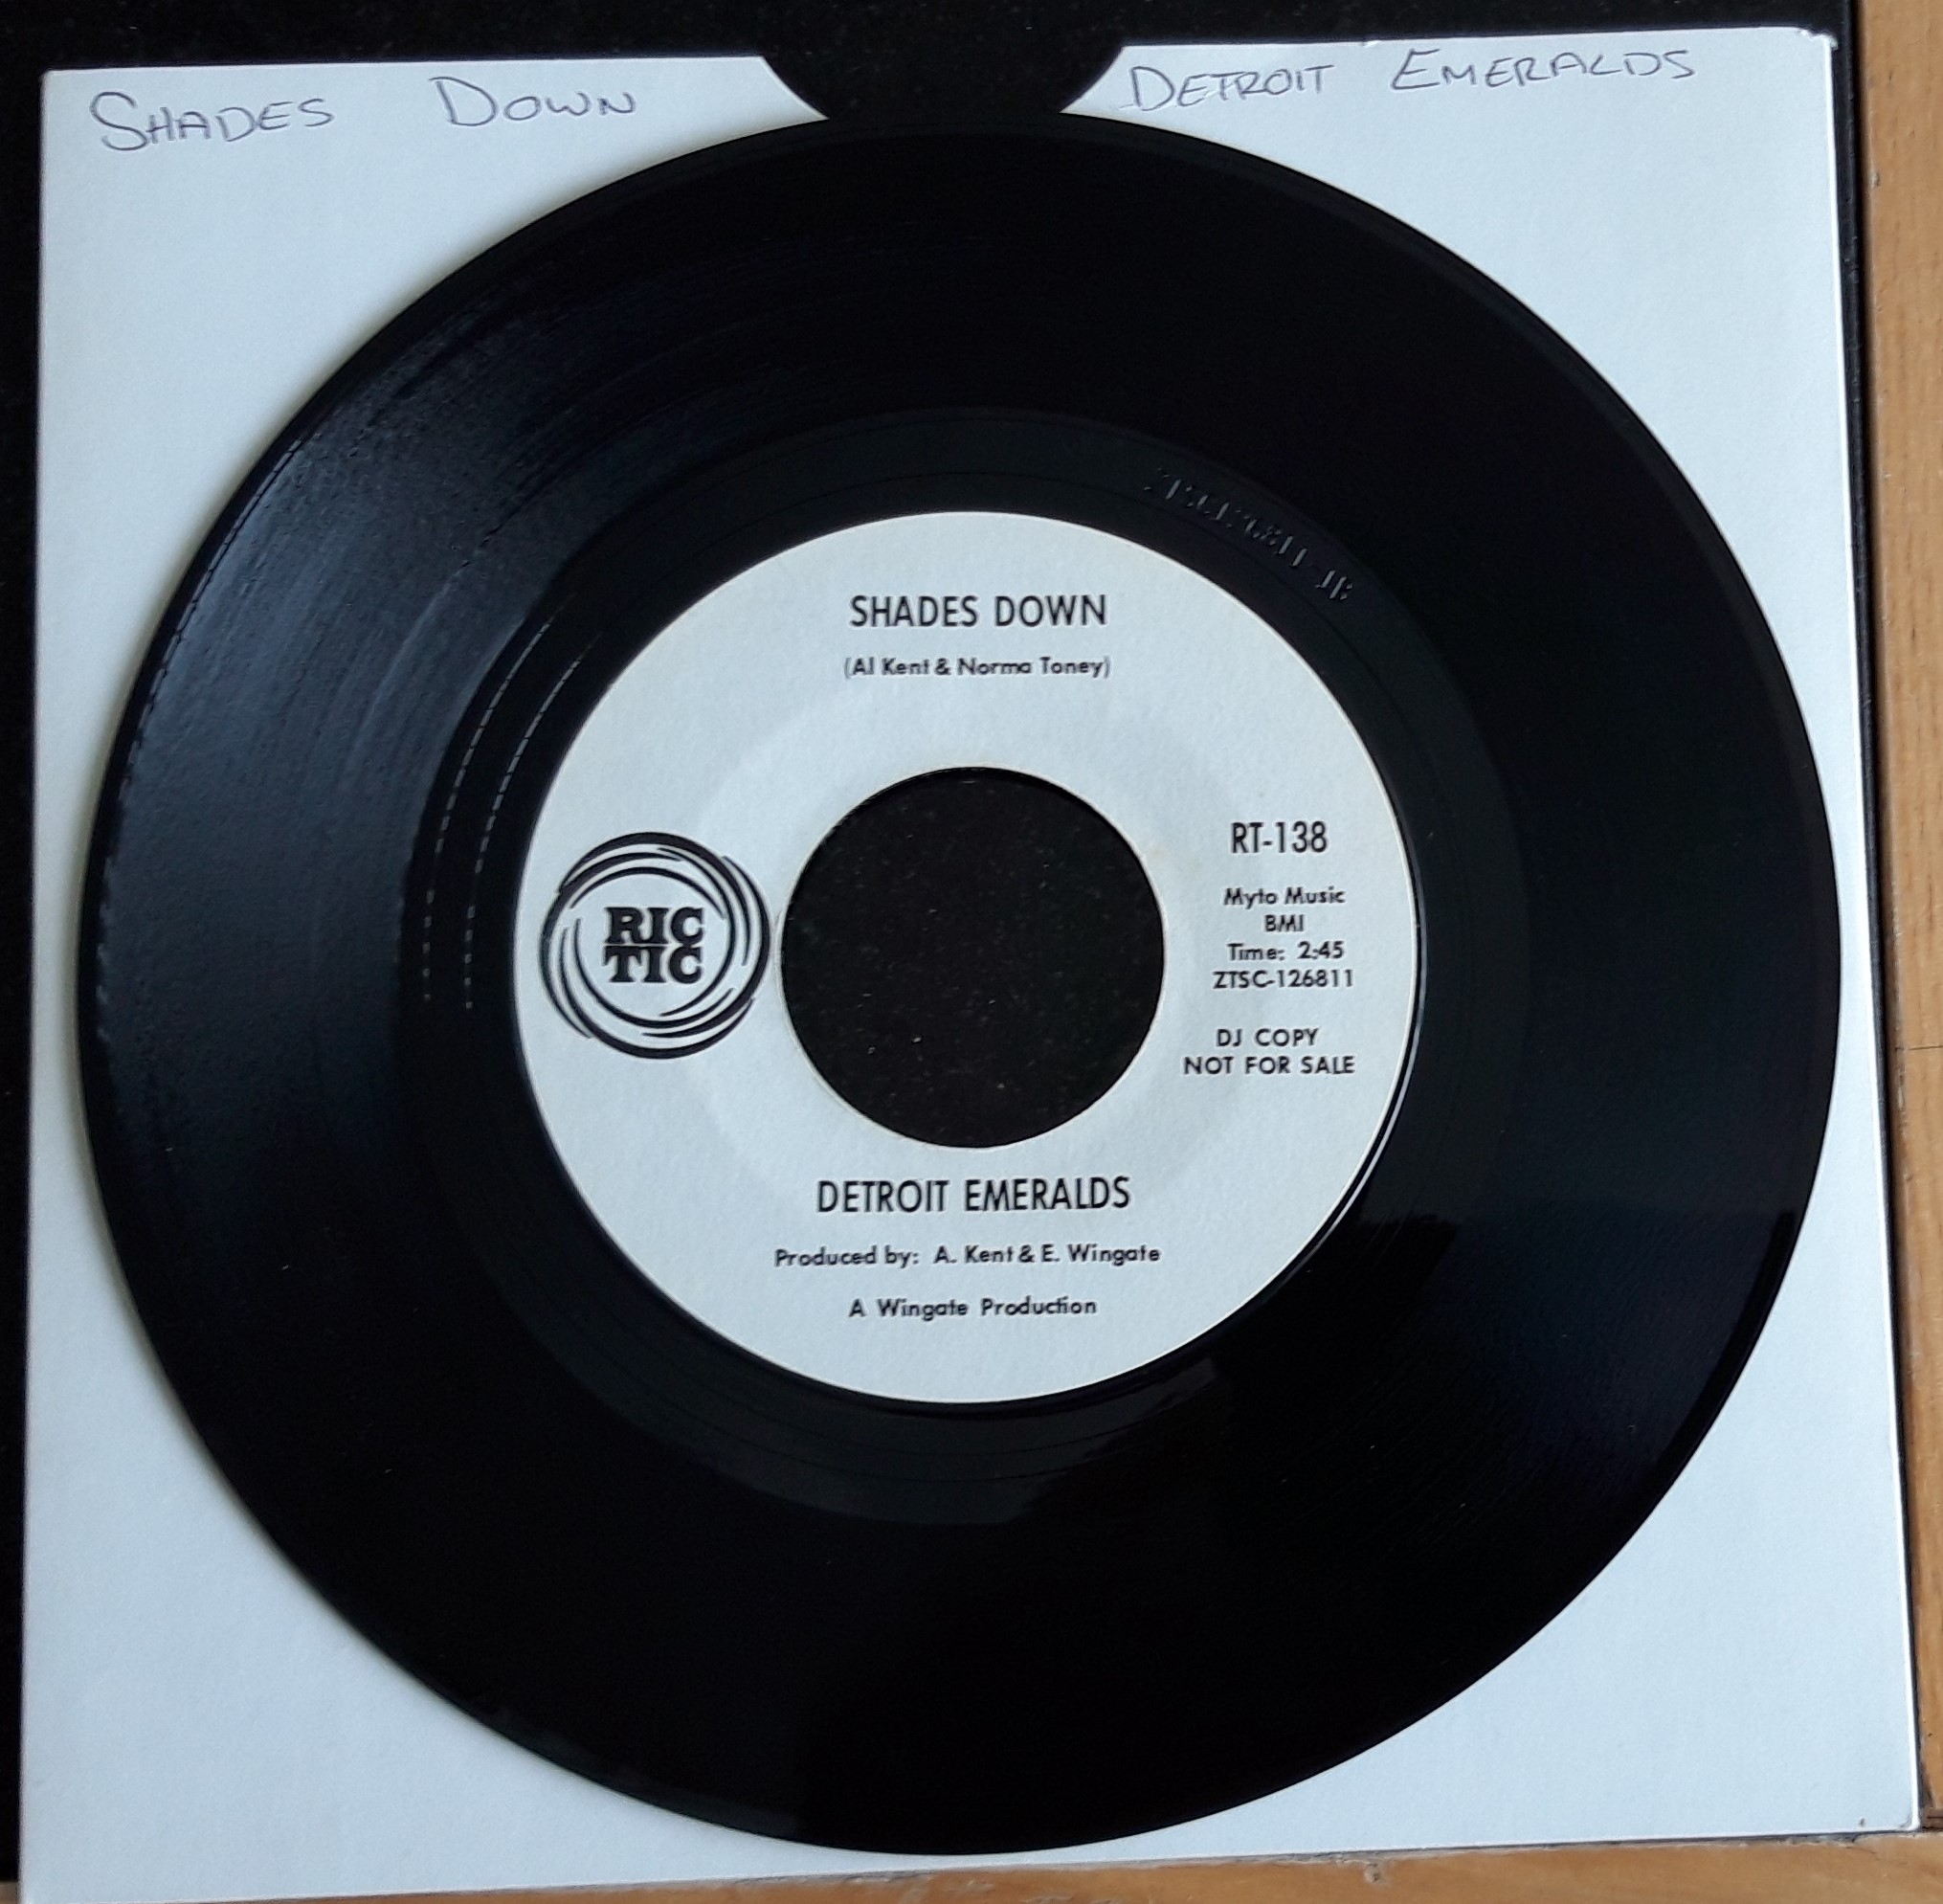 SHADES DOWN DETROIT EMERALDS
SHADES DOWN
(Al Kent & Norma Toney)
RIC
TIC
RT-138
Myto Music
BMI
Time: 2:45
ZTSC-126811
DJ COPY
NOT FOR SALE
DETROIT EMERALDS
Produced by: A. Kent & E. Wingate
A Wingate Production